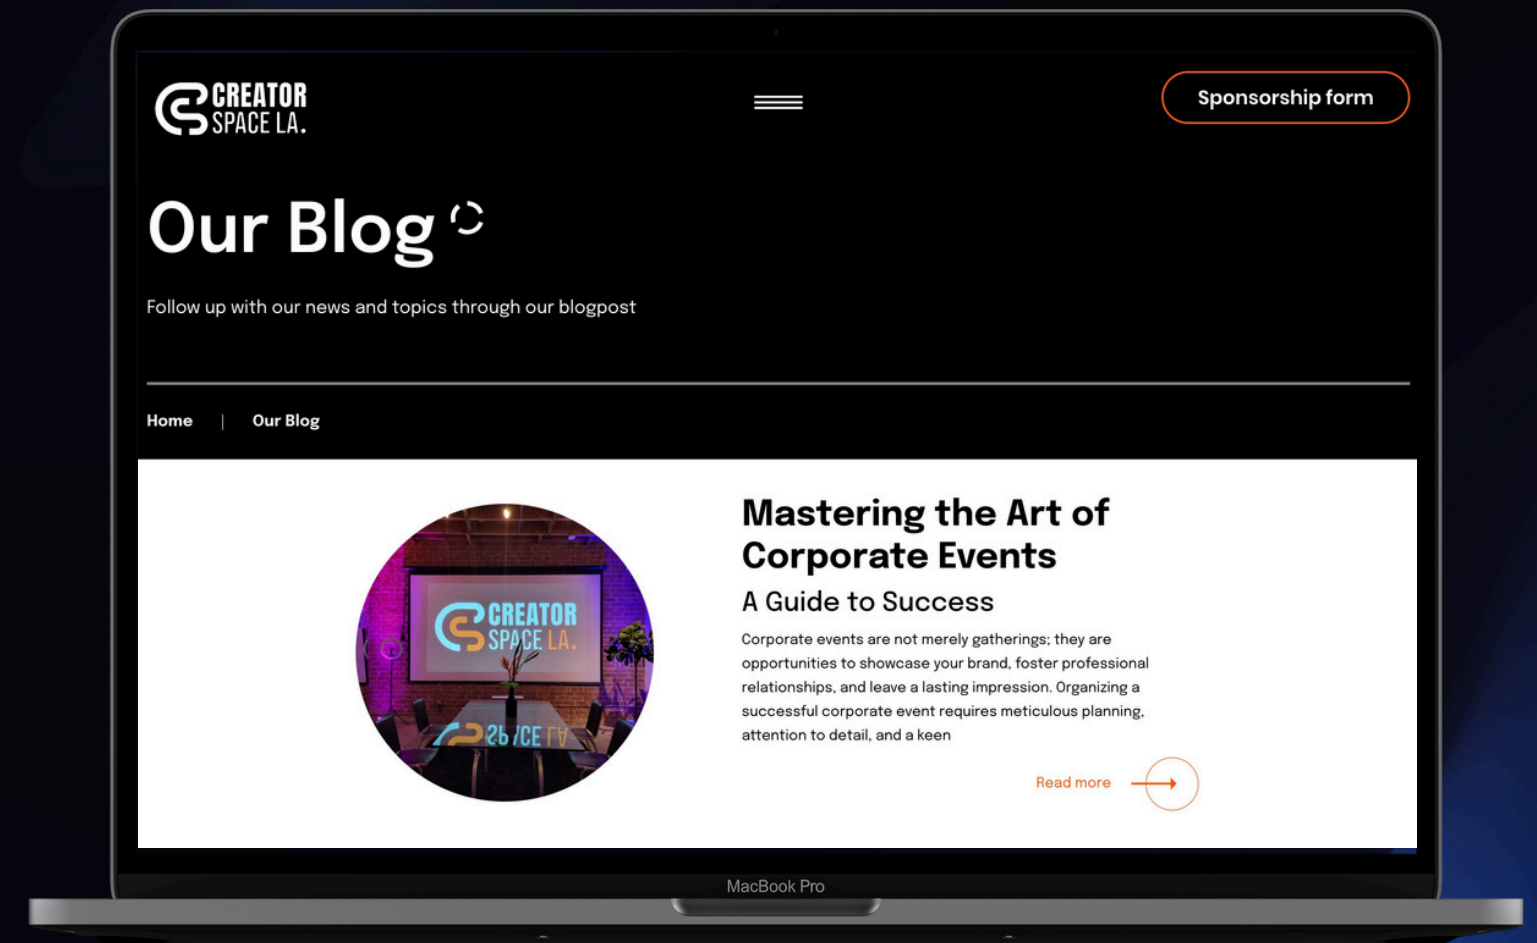 CREATOR
SPACE LA.
Sponsorship form
Our Blog
Follow up with our news and topics through our blogpost
Home | Our Blog
Mastering the Art of
Corporate Events
A Guide to Success
Corporate events are not merely gatherings; they are
opportunities to showcase your brand, foster professional
relationships, and leave a lasting impression. Organizing a
successful corporate event requires meticulous planning,
attention to detail, and a keen
Read more
CREATOR
SPACE LA.
MacBook Pro